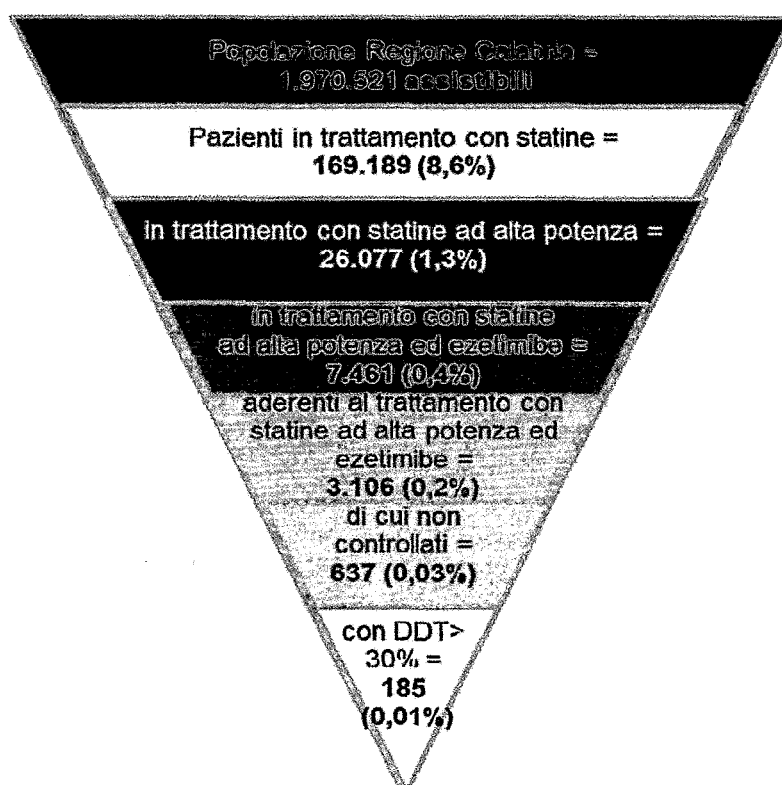 Popolazione Regione Calabria =
1.970.521 assistibili
Pazienti in trattamento con statine =
169.189 (8,6%)
in trattamento con statine ad alta potenza =
26.077 (1,3%)
in trattamento con statine
ad alta potenza ed ezetimibe =
7.461 (0,4%)
aderenti al trattamento con
statine ad alta potenza ed
ezetimibe =
3.106 (0,2%)
di cui non
controllati =
637 (0,03%)
con DDT>
30% =
185
(0,01%)